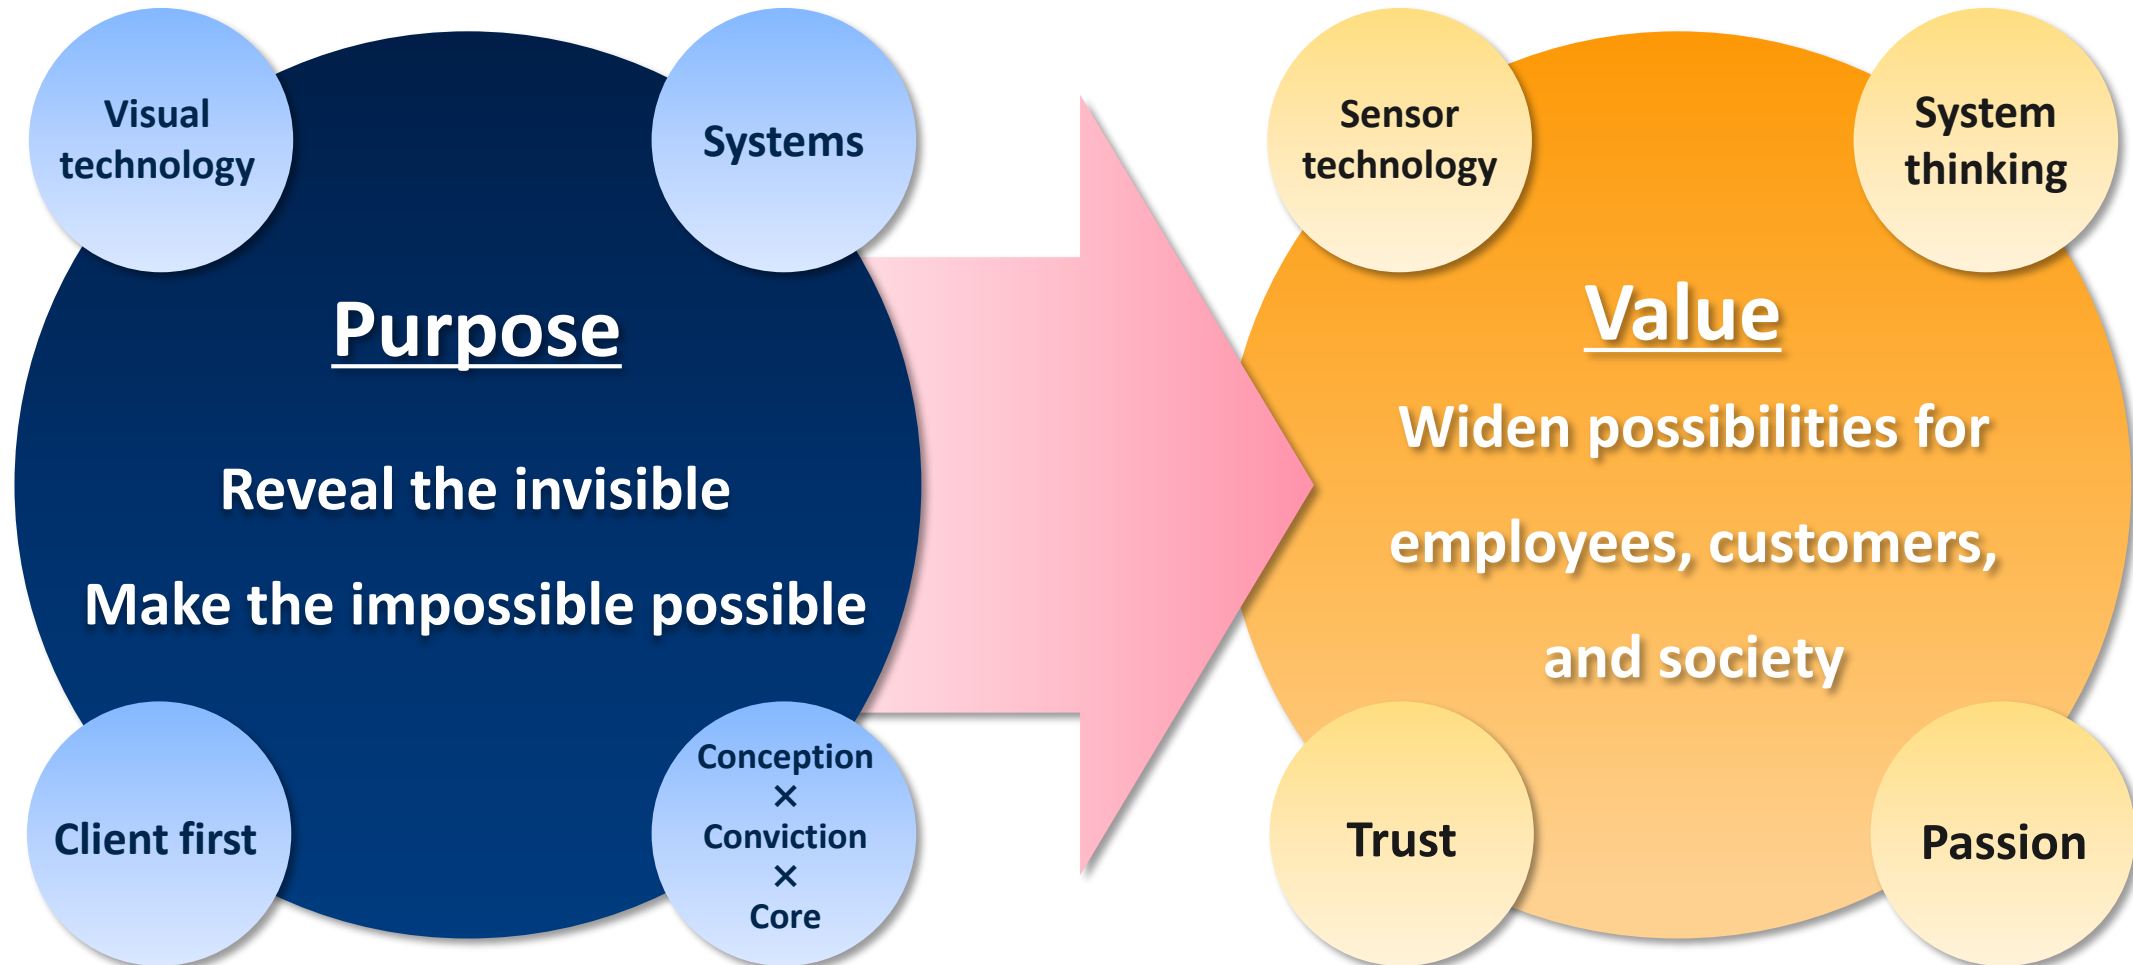 Visual
technology
Systems
Purpose
Reveal the invisible
Make the impossible possible
Client first
Conception
×
Conviction
×
Core
Sensor
technology
System
thinking
Value
Widen possibilities for
employees, customers,
and society
Trust
Passion